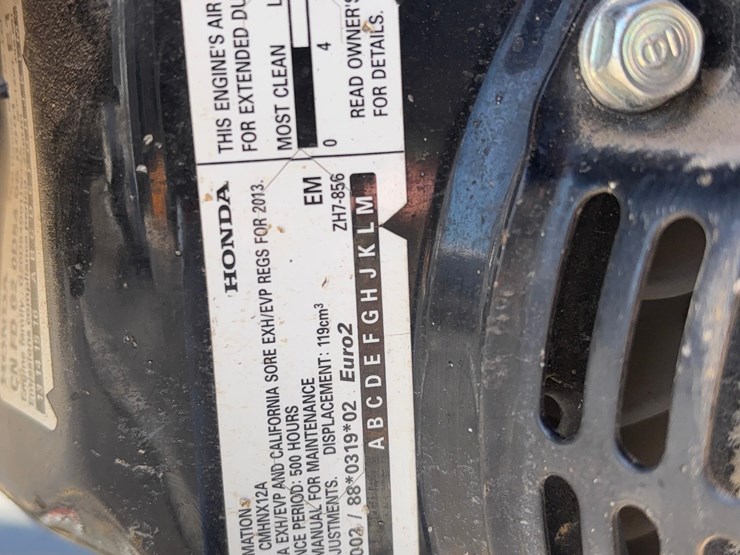 HONDA
MATION
CMHNX12A
A EXH/EVP AND CALIFORNIA SORE EXH/EVP REGS FOR 2013.
NCE PERIOD: 500 HOURS
MANUAL FOR MAINTENANCE EM
JUSTMENTS. DISPLACEMENT: 119cm³ ZH7-856
002 / 88*0319*02 Euro2
A B C D E F G H J K L M
THIS ENGINE'S AIR
FOR EXTENDED DU
MOST CLEAN L
0 4
READ OWNER'S
FOR DETAILS.